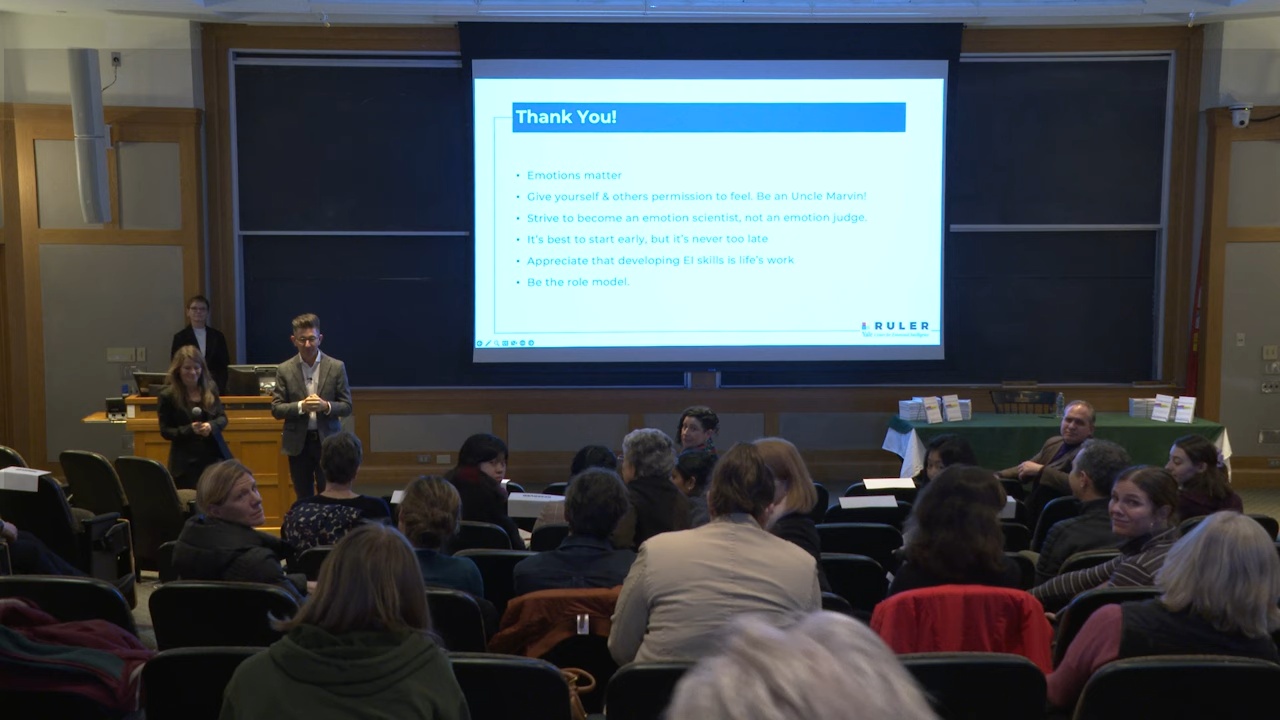 Thank You!
• Emotions matter
• Give yourself & others permission to feel. Be an Uncle Marvin!
• Strive to become an emotion scientist, not an emotion judge.
• It's best to start early, but it's never too late
• Appreciate that developing EI skills is life's work
• Be the role model.
RULER